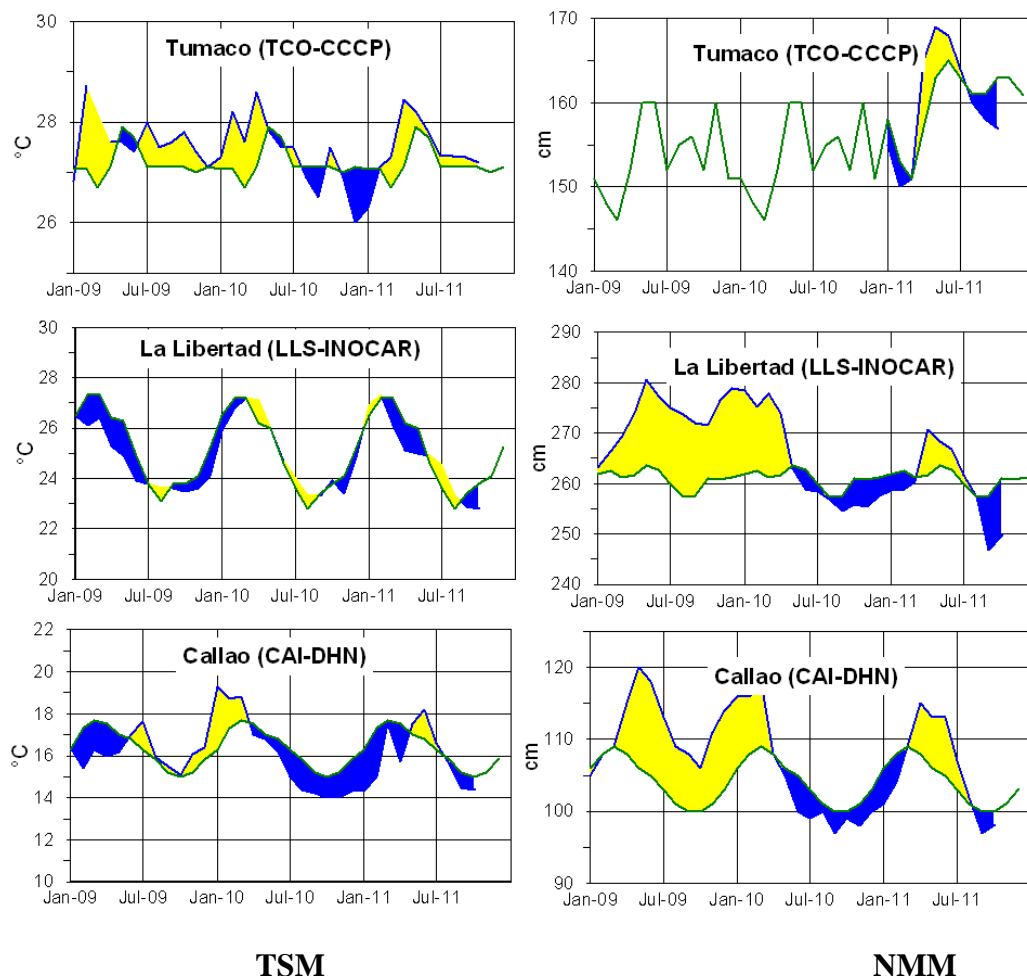 Tumaco (TCO-CCCP)
°C
30
28
26
24
Jan-09 Jul-09 Jan-10 Jul-10 Jan-11 Jul-11
Tumaco (TCO-CCCP)
cm
170
160
150
140
Jan-09 Jul-09 Jan-10 Jul-10 Jan-11 Jul-11
La Libertad (LLS-INOCAR)
°C
30
28
26
24
22
20
Jan-09 Jul-09 Jan-10 Jul-10 Jan-11 Jul-11
La Libertad (LLS-INOCAR)
cm
290
280
270
260
250
240
Jan-09 Jul-09 Jan-10 Jul-10 Jan-11 Jul-11
Callao (CAI-DHN)
°C
22
20
18
16
14
12
10
Jan-09 Jul-09 Jan-10 Jul-10 Jan-11 Jul-11
Callao (CAI-DHN)
cm
120
110
100
90
Jan-09 Jul-09 Jan-10 Jul-10 Jan-11 Jul-11
TSM NMM